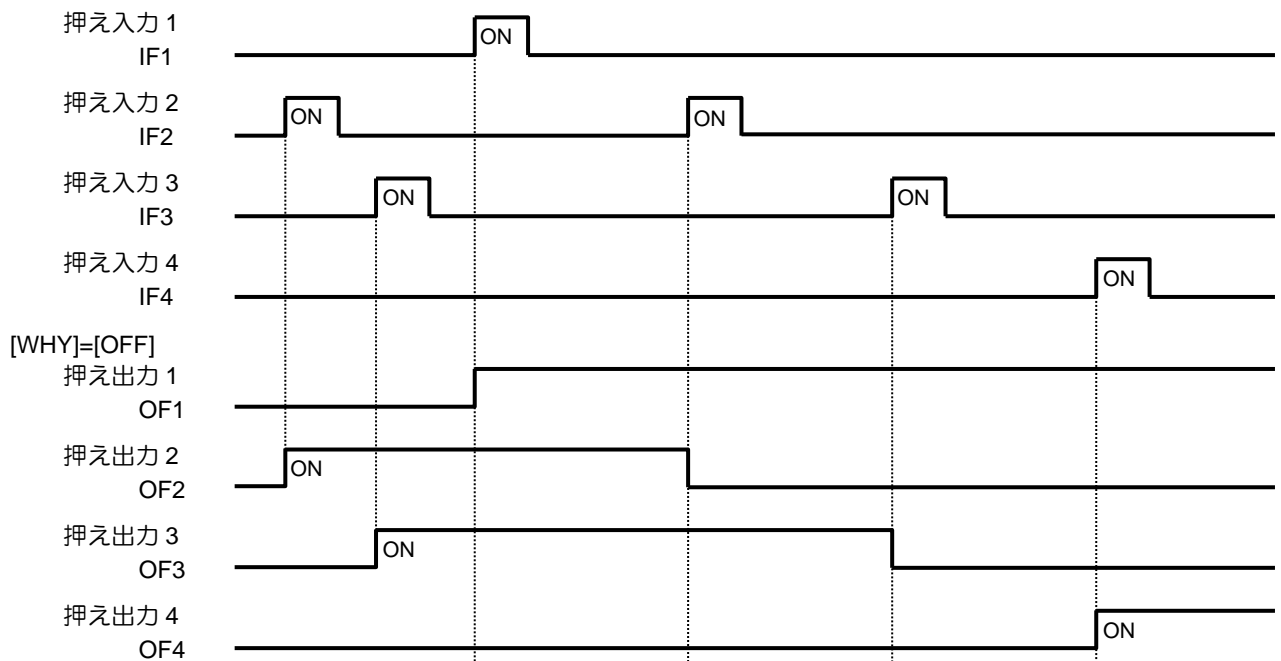 押え入力 1
IF1
ON
押え入力 2
IF2
ON
ON
押え入力 3
IF3
ON
ON
押え入力 4
IF4
ON
[WHY]=[OFF]
押え出力 1
OF1
押え出力 2
OF2
ON
押え出力 3
OF3
ON
押え出力 4
OF4
ON